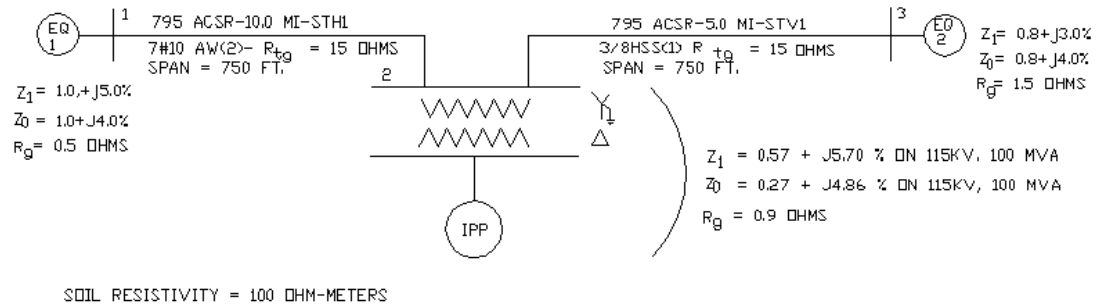 EQ
1
1
795 ACSR-10.0 MI-STH1
7#10 AW(2)- Rtg = 15 OHMS
SPAN = 750 FT.
2
795 ACSR-5.0 MI-STV1
3/8HSS(1) R tg = 15 OHMS
SPAN = 750 FT.
3
EQ
2
Z1= 0.8+J3.0%
Z0= 0.8+J4.0%
Rg= 1.5 OHMS
Z1= 1.0,+J5.0%
Z0= 1.0+J4.0%
Rg= 0.5 OHMS
Y
Δ
Z1 = 0.57 + J5.70 % ON 115KV, 100 MVA
Z0 = 0.27 + J4.86 % ON 115KV, 100 MVA
Rg = 0.9 OHMS
IPP
SOIL RESISTIVITY = 100 OHM-METERS